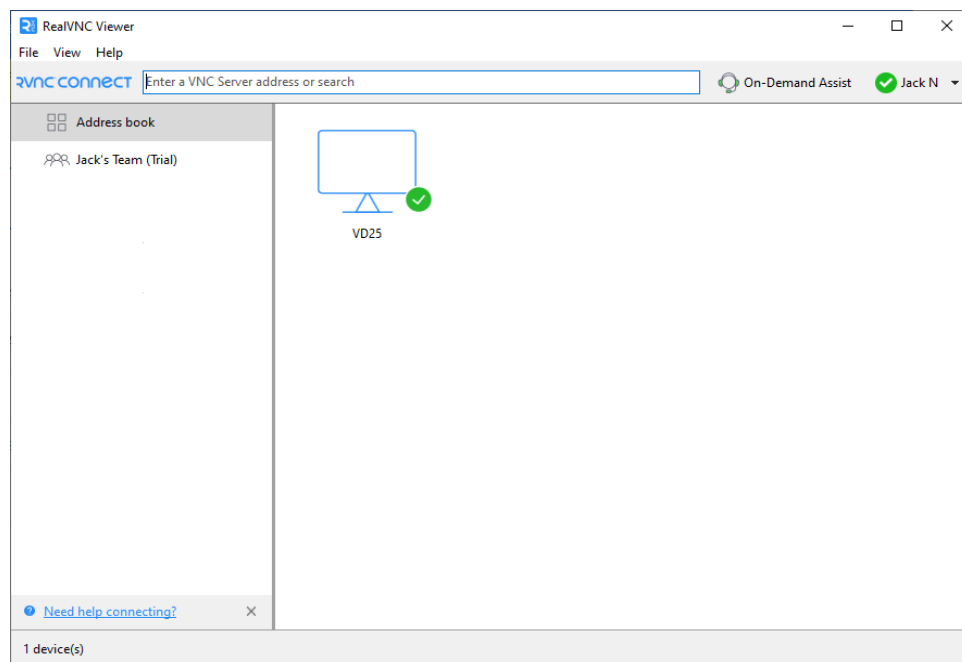 RealVNC Viewer
File View Help
RVNC CONNECT Enter a VNC Server address or search On-Demand Assist Jack N
Address book
Jack's Team (Trial)
VD25
Need help connecting?
1 device(s)